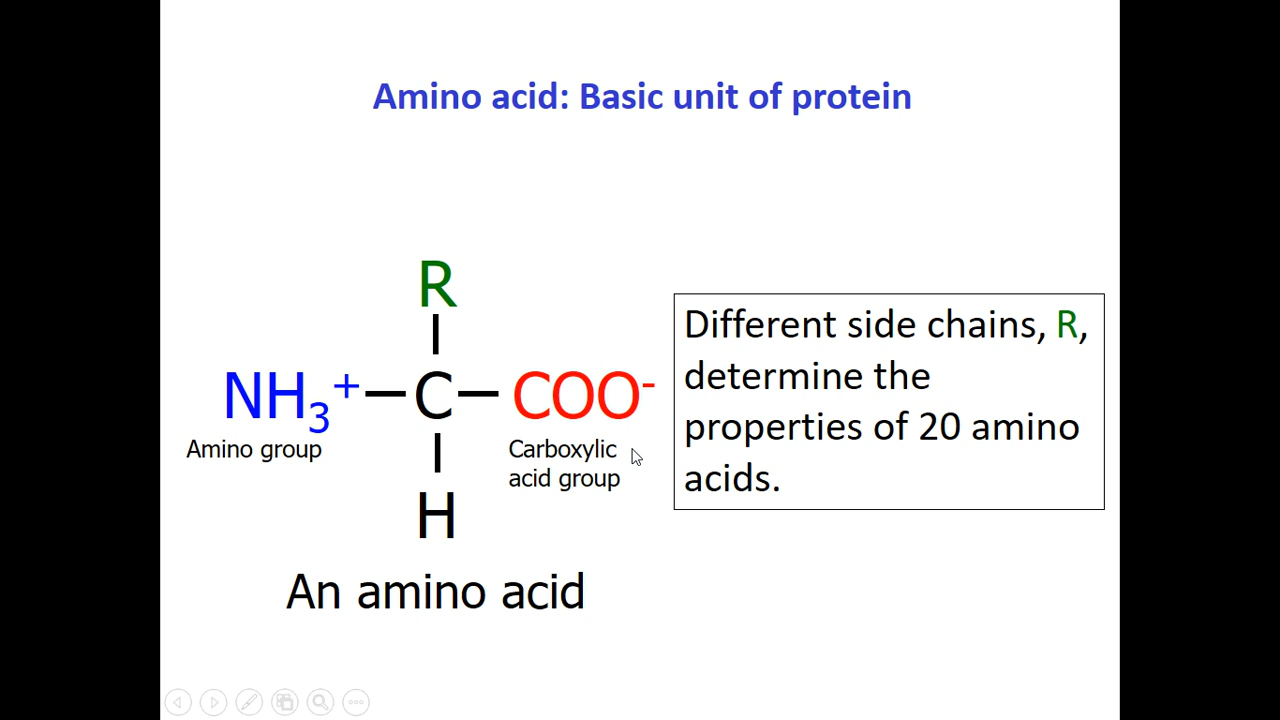 Amino acid: Basic unit of protein
R
NH₃⁺ C COO⁻
Amino group
Carboxylic
acid group
H
An amino acid
Different side chains, R,
determine the
properties of 20 amino
acids.